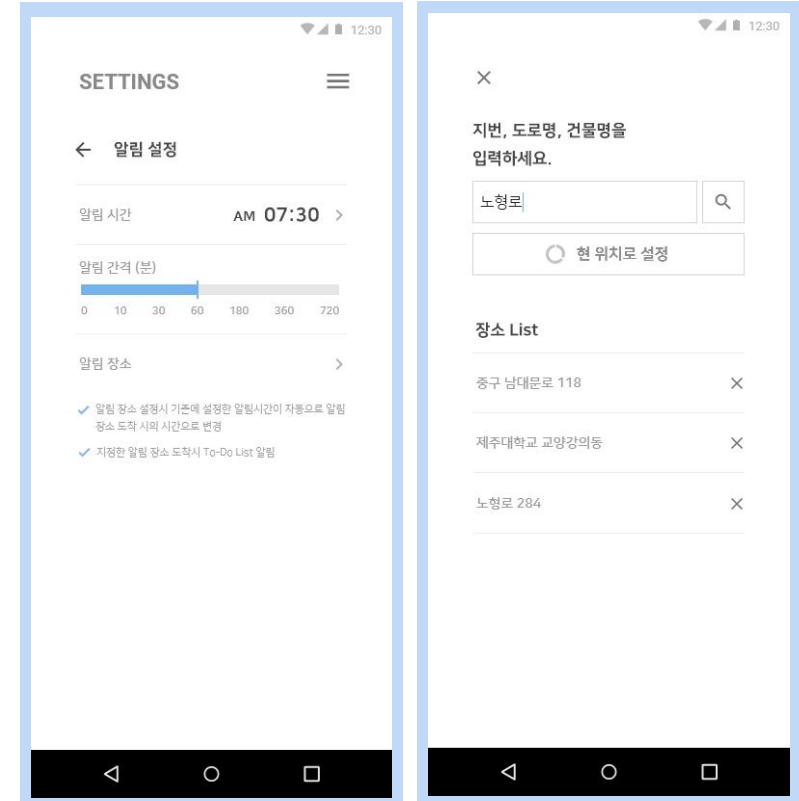 12:30
SETTINGS
알림 설정
알림 시간
AM 07:30
알림 간격 (분)
0 10 30 60 180 360 720
알림 장소
알림 장소 설정시 기존에 설정한 알림시간이 자동으로 알림
장소 도착 시의 시간으로 변경
지정한 알림 장소 도착시 To-Do List 알림
12:30
지번, 도로명, 건물명을
입력하세요.
노형로
현 위치로 설정
장소 List
중구 남대문로 118
제주대학교 교양강의동
노형로 284